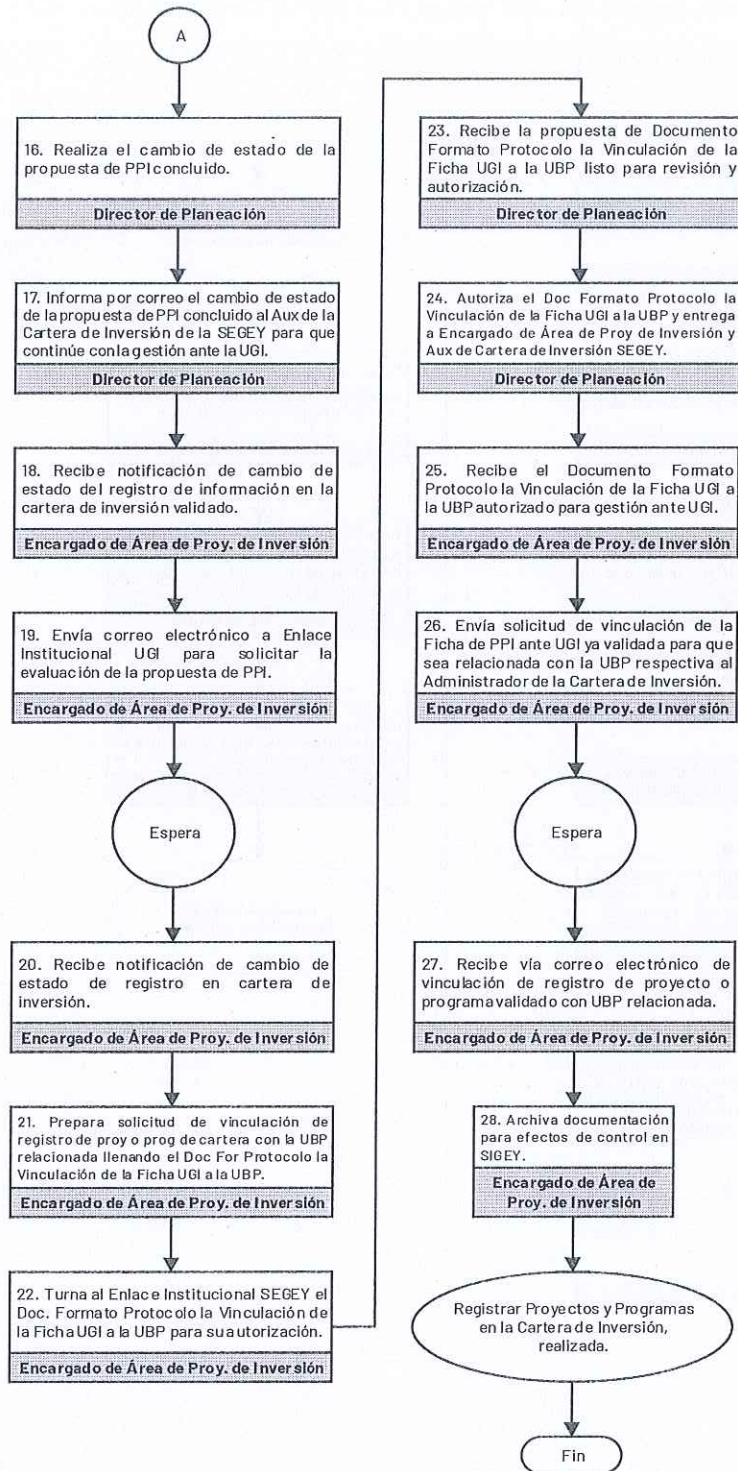 A
16. Realiza el cambio de estado de la
propuesta de PPI concluido.
Director de Planeación
17. Informa por correo el cambio de estado
de la propuesta de PPI concluido al Aux de la
Cartera de Inversión de la SEGEY para que
continúe con la gestión ante la UGI.
Director de Planeación
18. Recibe notificación de cambio de
estado del registro de información en la
cartera de inversión validado.
Encargado de Área de Proy. de Inversión
19. Envía correo electrónico a Enlace
Institucional UGI para solicitar la
evaluación de la propuesta de PPI.
Encargado de Área de Proy. de Inversión
Espera
20. Recibe notificación de cambio de
estado de registro en cartera de
inversión.
Encargado de Área de Proy. de Inversión
21. Prepara solicitud de vinculación de
registro de proy o prog de cartera con la UBP
relacionada llenando el Doc For Protocolo la
Vinculación de la Ficha UGI a la UBP.
Encargado de Área de Proy. de Inversión
22. Turna al Enlace Institucional SEGEY el
Doc. Formato Protocolo la Vinculación de
la Ficha UGI a la UBP para su autorización.
Encargado de Área de Proy. de Inversión
23. Recibe la propuesta de Documento
Formato Protocolo la Vinculación de la
Ficha UGI a la UBP listo para revisión y
autorización.
Director de Planeación
24. Autoriza el Doc Formato Protocolo la
Vinculación de la Ficha UGI a la UBP y entrega
a Encargado de Área de Proy de Inversión y
Aux de Cartera de Inversión SEGEY.
Director de Planeación
25. Recibe el Documento Formato
Protocolo la Vinculación de la Ficha UGI a
la UBP autorizado para gestión ante UGI.
Encargado de Área de Proy. de Inversión
26. Envía solicitud de vinculación de la
Ficha de PPI ante UGI ya validada para que
sea relacionada con la UBP respectiva al
Administrador de la Cartera de Inversión.
Encargado de Área de Proy. de Inversión
Espera
27. Recibe vía correo electrónico de
vinculación de registro de proyecto o
programa validado con UBP relacionada.
Encargado de Área de Proy. de Inversión
28. Archiva documentación
para efectos de control en
SIGEY.
Encargado de Área de
Proy. de Inversión
Registrar Proyectos y Programas
en la Cartera de Inversión,
realizada.
Fin